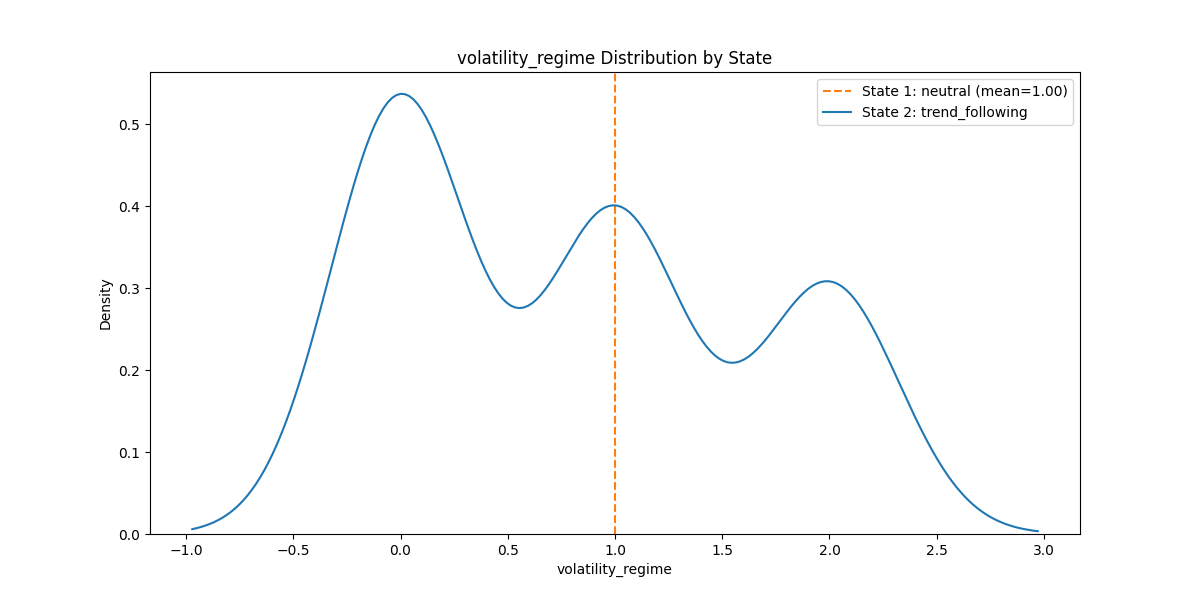 volatility_regime Distribution by State
State 1: neutral (mean=1.00)
State 2: trend_following
Density
0.5
0.4
0.3
0.2
0.1
0.0
−1.0 −0.5 0.0 0.5 1.0 1.5 2.0 2.5 3.0
volatility_regime